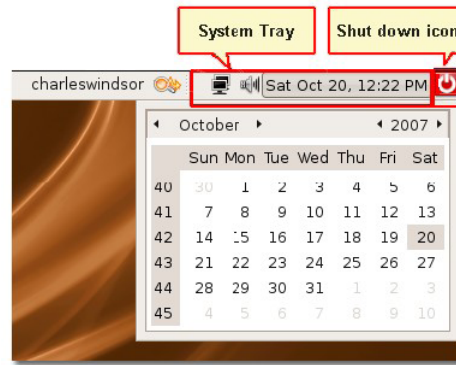 System Tray
Shut down icon
charleswindsor Sat Oct 20, 12:22 PM
October 2007
Sun Mon Tue Wed Thu Fri Sat
40 30 1 2 3 4 5 6
41 7 8 9 10 11 12 13
42 14 15 16 17 18 19 20
43 21 22 23 24 25 26 27
44 28 29 30 31 1 2 3
45 4 5 6 7 8 9 10